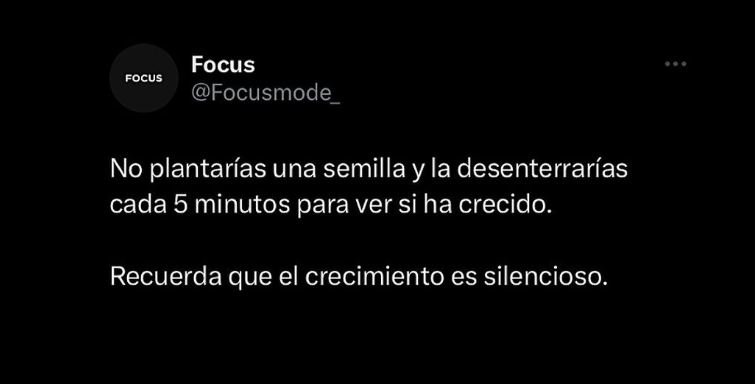 FOCUS
Focus
@Focusmode_
No plantarías una semilla y la desenterrarías
cada 5 minutos para ver si ha crecido.
Recuerda que el crecimiento es silencioso.